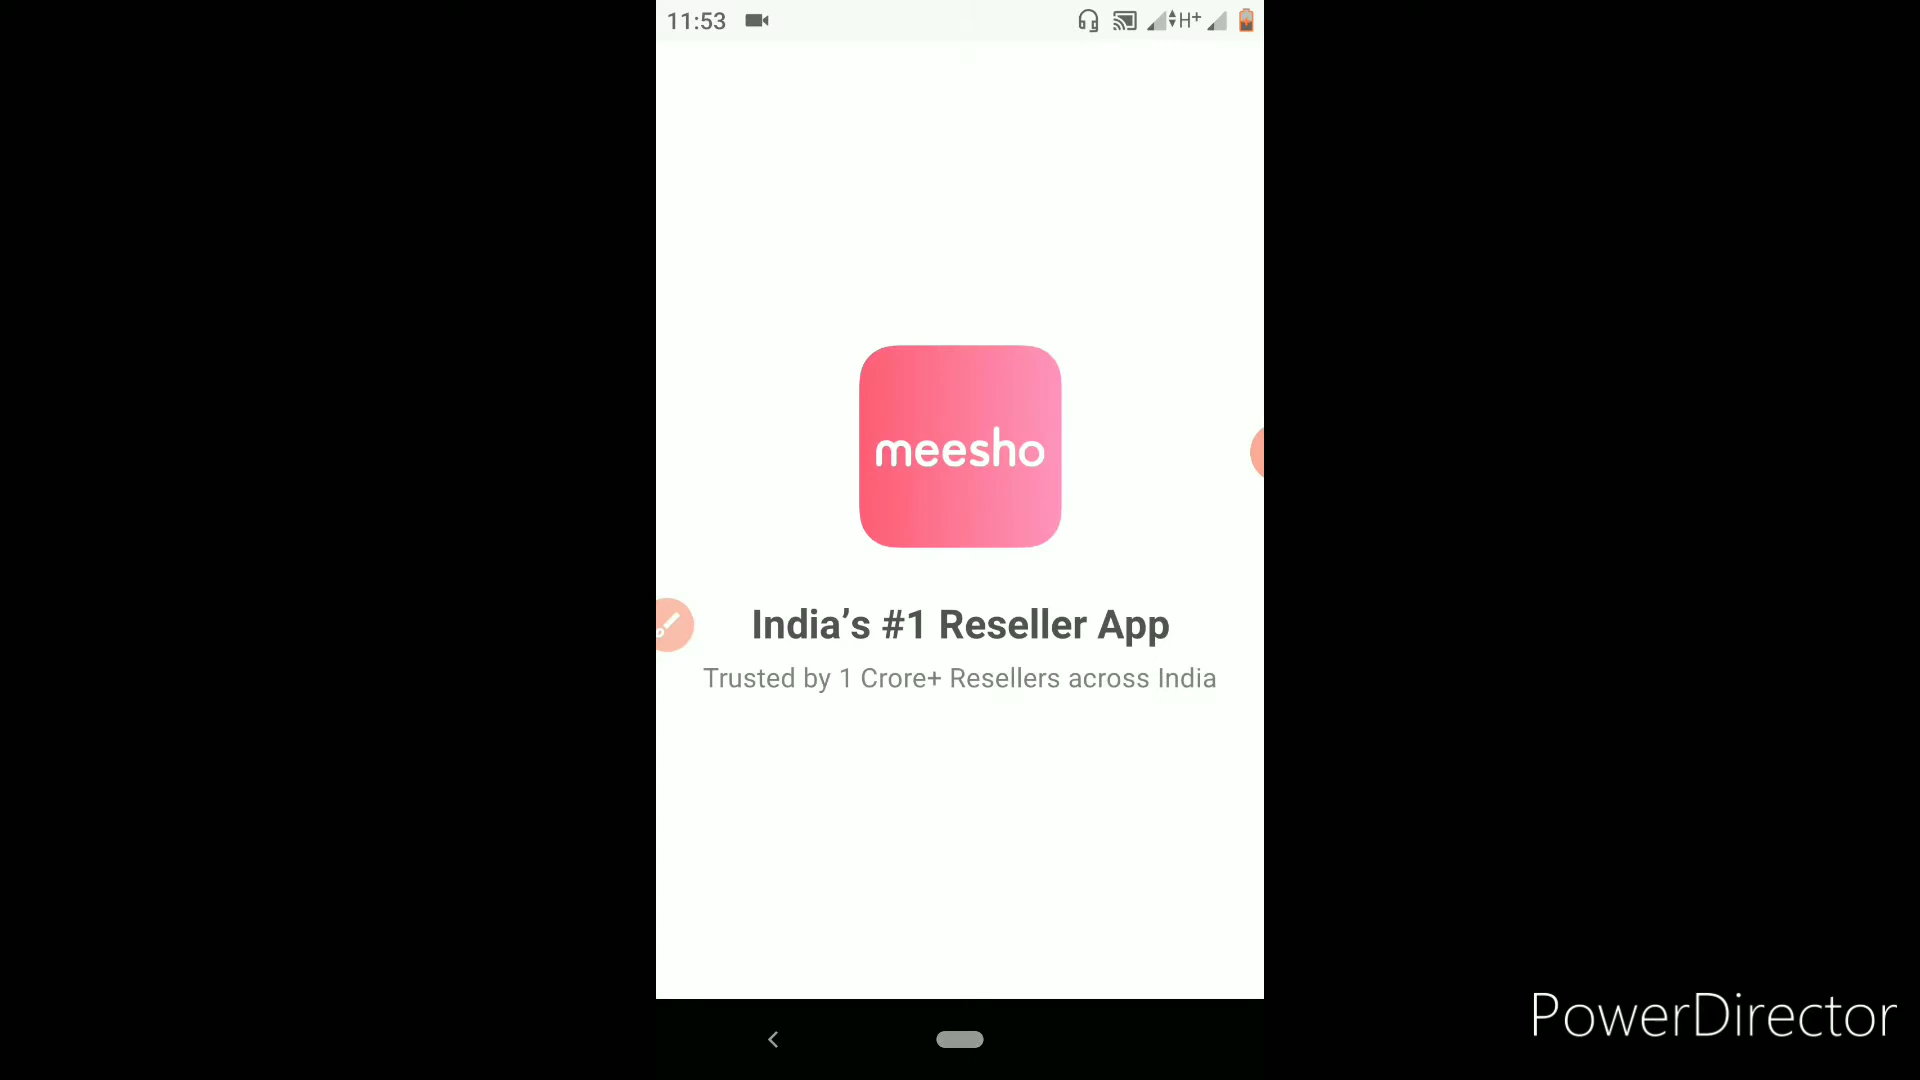 11:53
H+
meesho
India’s #1 Reseller App
Trusted by 1 Crore+ Resellers across India
PowerDirector